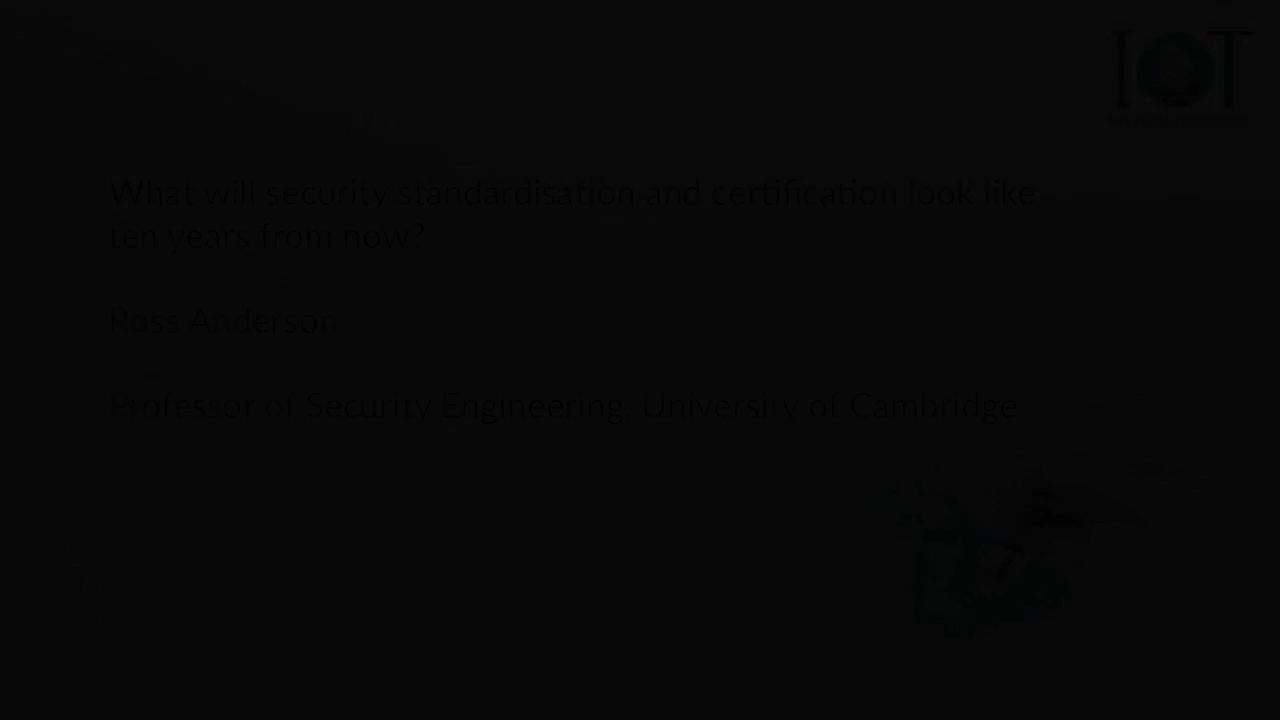 IOT
What will security standardisation and certification look like
ten years from now?
Ross Anderson
Professor of Security Engineering, University of Cambridge